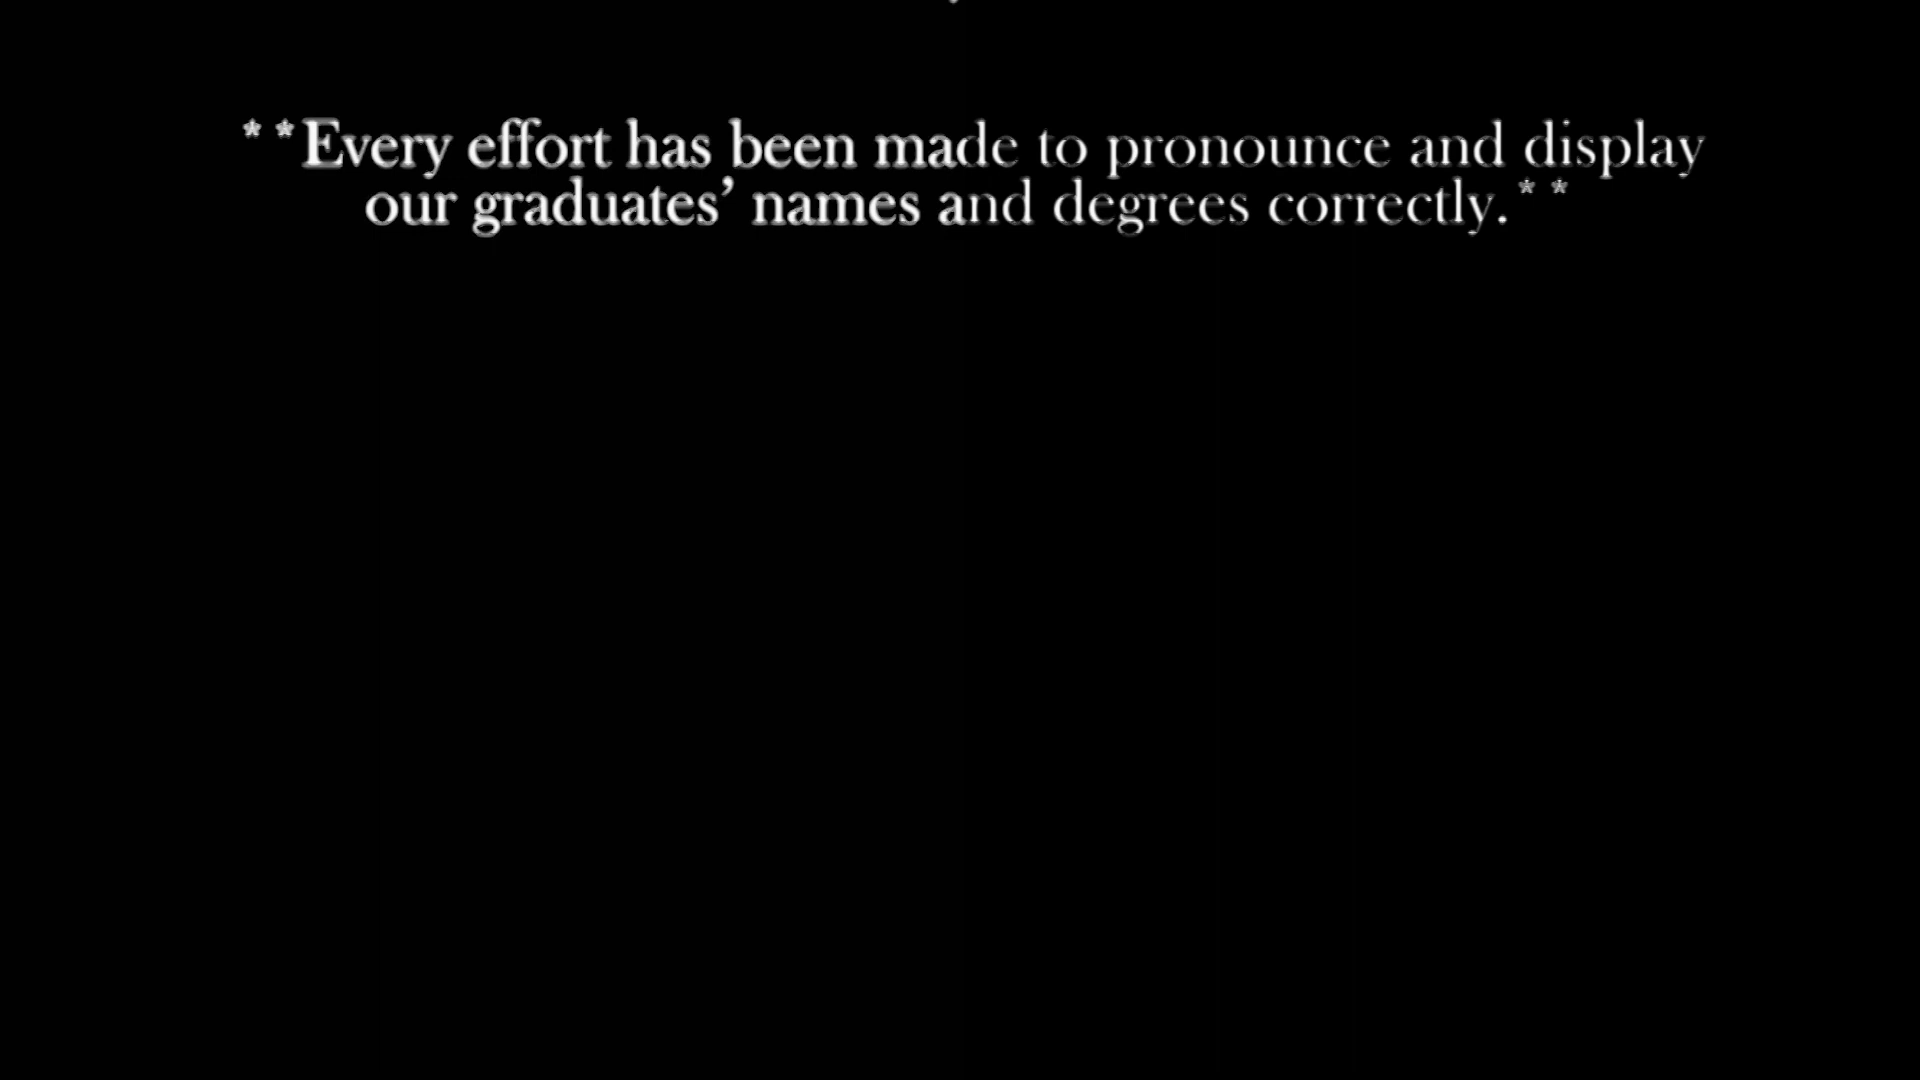 **Every effort has been made to pronounce and display
our graduates’ names and degrees correctly.**